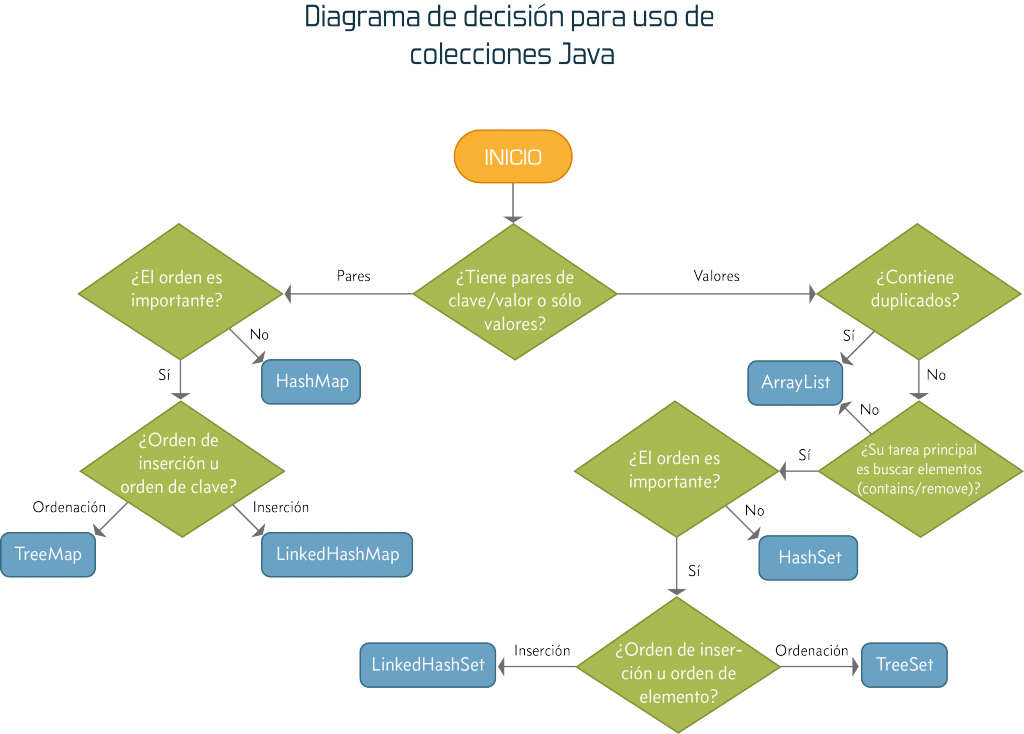 Diagrama de decisión para uso de
colecciones Java
INICIO
¿El orden es
importante?
Pares
¿Tiene pares de
clave/valor o sólo
valores?
Valores
¿Contiene
duplicados?
No
HashMap
Sí
Sí
ArrayList
No
No
¿Orden de
inserción u
orden de clave?
¿El orden es
importante?
Sí
¿Su tarea principal
es buscar elementos
(contains/remove)?
Ordenación
Inserción
TreeMap
LinkedHashMap
No
HashSet
Sí
LinkedHashSet
Inserción
¿Orden de inser-
ción u orden de
elemento?
Ordenación
TreeSet